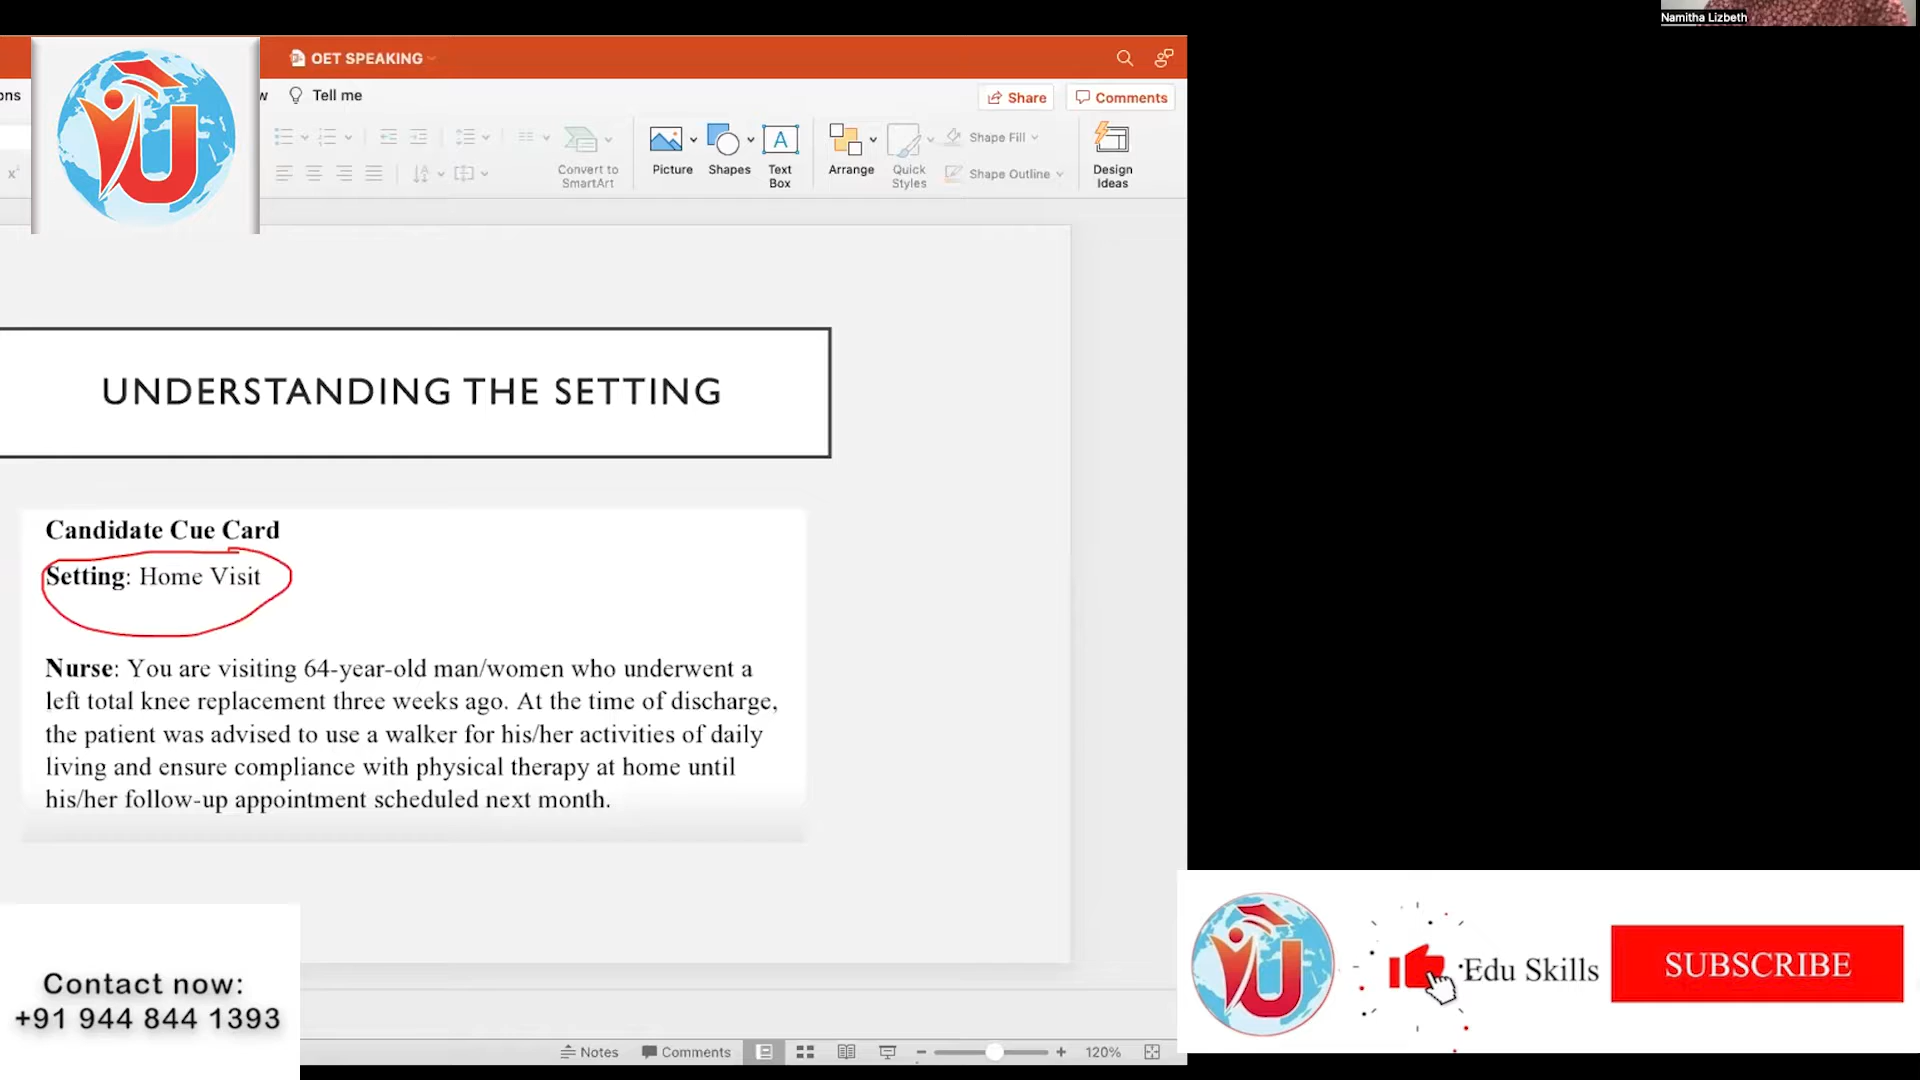 Namitha Lizbeth
OET SPEAKING
ons
w
Tell me
Share
Comments
x²
Convert to
SmartArt
Picture
Shapes
Text
Box
Arrange
Quick
Styles
Shape Fill
Shape Outline
Design
Ideas
UNDERSTANDING THE SETTING
Candidate Cue Card
Setting: Home Visit
Nurse: You are visiting 64-year-old man/women who underwent a
left total knee replacement three weeks ago. At the time of discharge,
the patient was advised to use a walker for his/her activities of daily
living and ensure compliance with physical therapy at home until
his/her follow-up appointment scheduled next month.
Contact now:
+91 944 844 1393
Edu Skills
SUBSCRIBE
Notes
Comments
120%